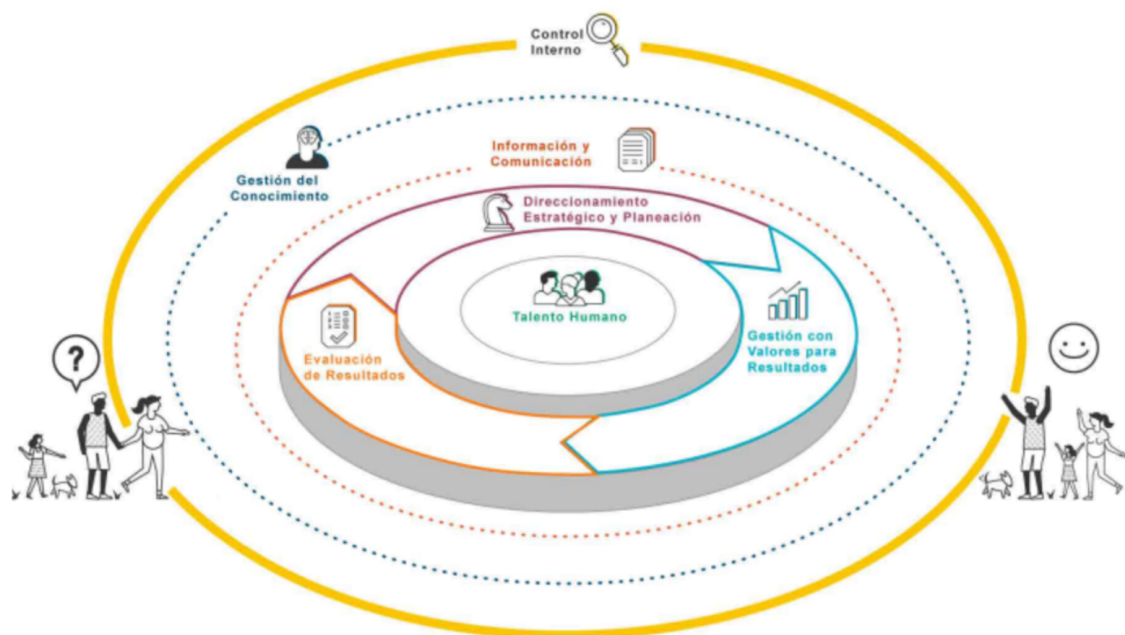 Control
Interno
Gestión del
Conocimiento
Información y
Comunicación
Direccionamiento
Estratégico y Planeación
Talento Humano
Gestión con
Valores para
Resultados
Evaluación
de Resultados
?